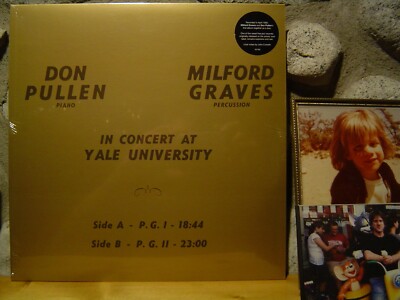 DON
PULLEN
PIANO
MILFORD
GRAVES
PERCUSSION
IN CONCERT AT
YALE UNIVERSITY
Side A - P. G. I - 18:44
Side B - P. G. II - 23:00